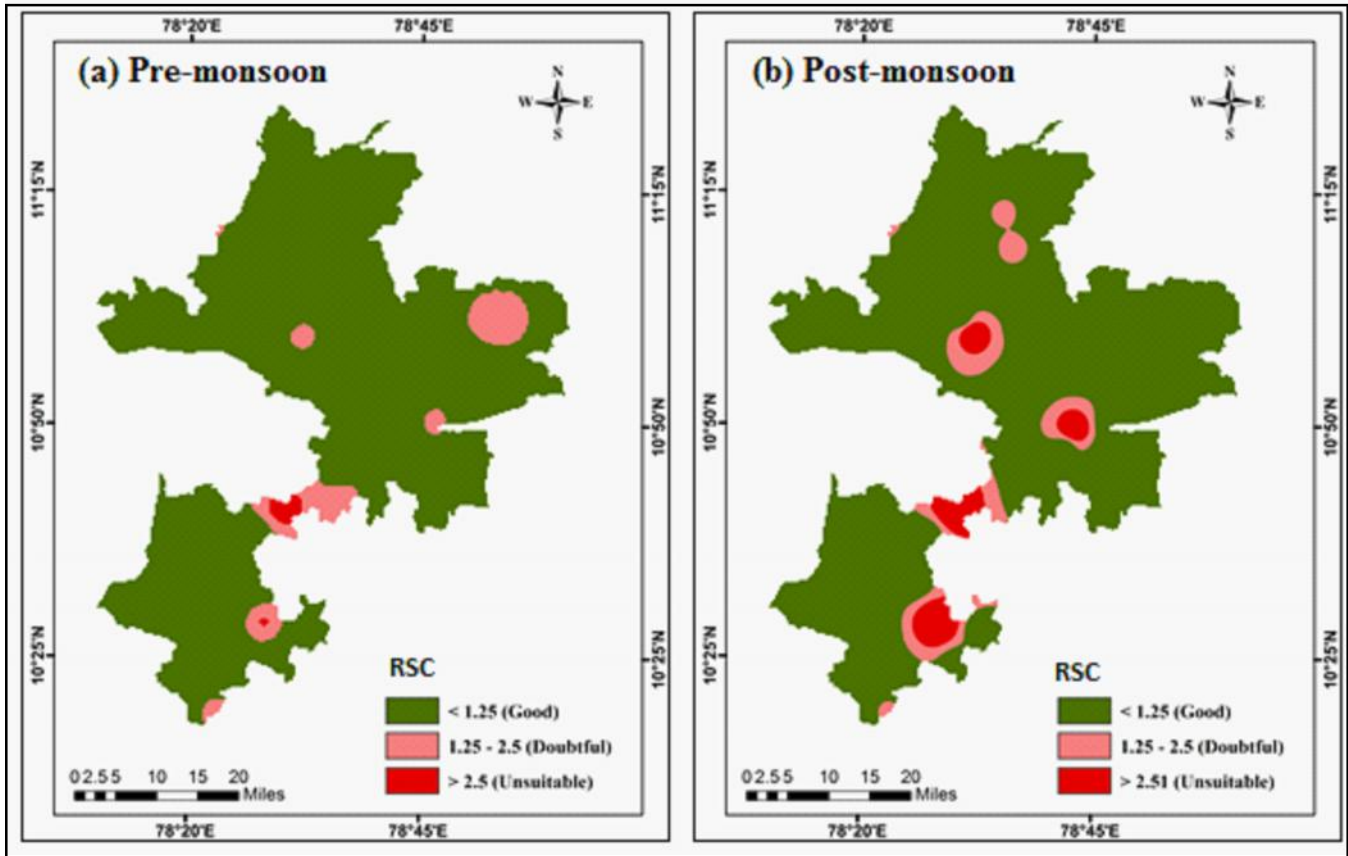 78°20'E 78°45'E
(a) Pre-monsoon
N
W E
S
11°15'N 11°15'N
10°50'N 10°50'N
10°25'N 10°25'N
RSC
< 1.25 (Good)
1.25 - 2.5 (Doubtful)
> 2.5 (Unsuitable)
0 2.5 5 10 15 20
Miles
78°20'E 78°45'E
78°20'E 78°45'E
(b) Post-monsoon
N
W E
S
11°15'N 11°15'N
10°50'N 10°50'N
10°25'N 10°25'N
RSC
< 1.25 (Good)
1.25 - 2.5 (Doubtful)
> 2.51 (Unsuitable)
0 2.5 5 10 15 20
Miles
78°20'E 78°45'E